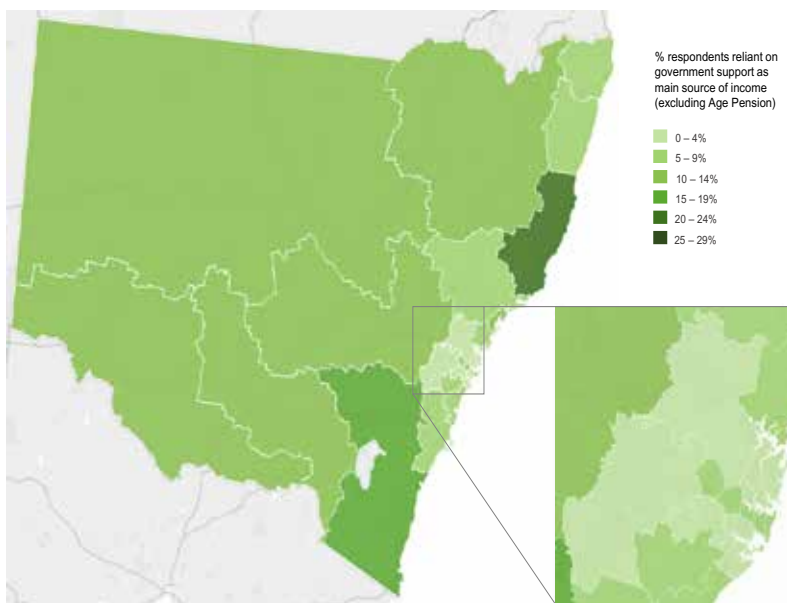 % respondents reliant on
government support as
main source of income
(excluding Age Pension)
0 – 4%
5 – 9%
10 – 14%
15 – 19%
20 – 24%
25 – 29%